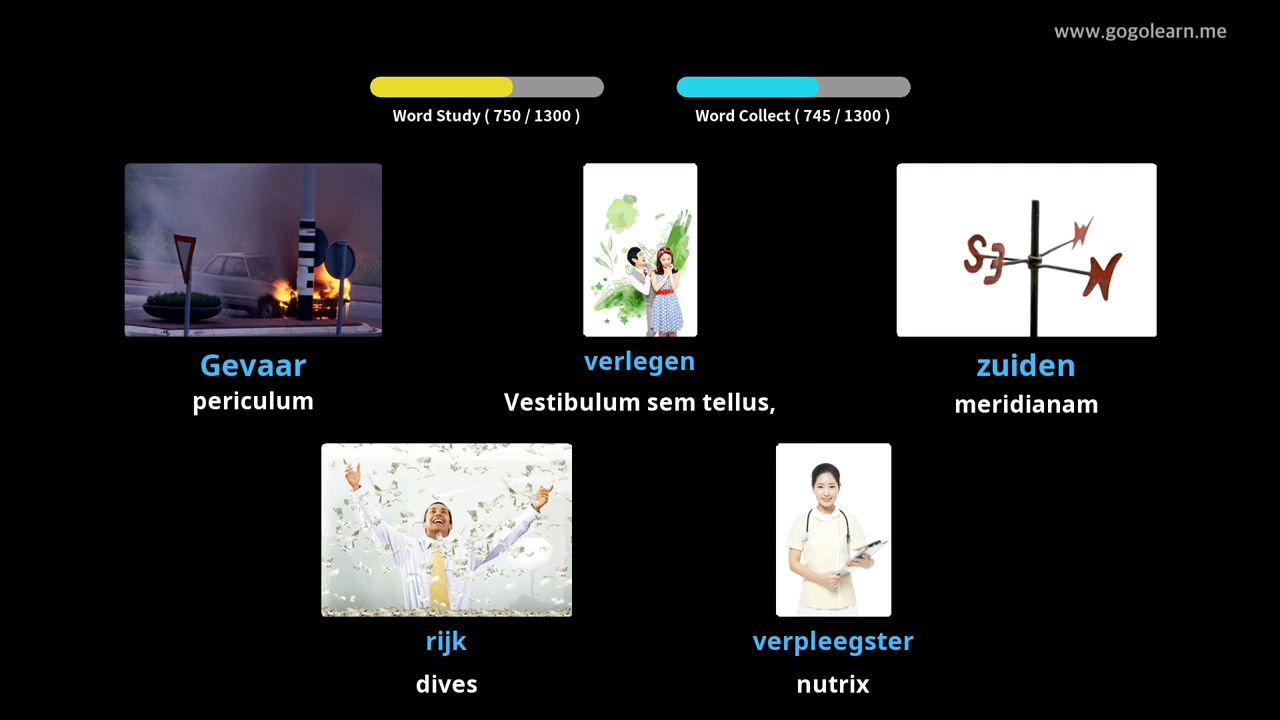 www.gogolearn.me
Word Study ( 750 / 1300 )
Word Collect ( 745 / 1300 )
Gevaar
periculum
verlegen
Vestibulum sem tellus,
zuiden
meridianam
rijk
dives
verpleegster
nutrix